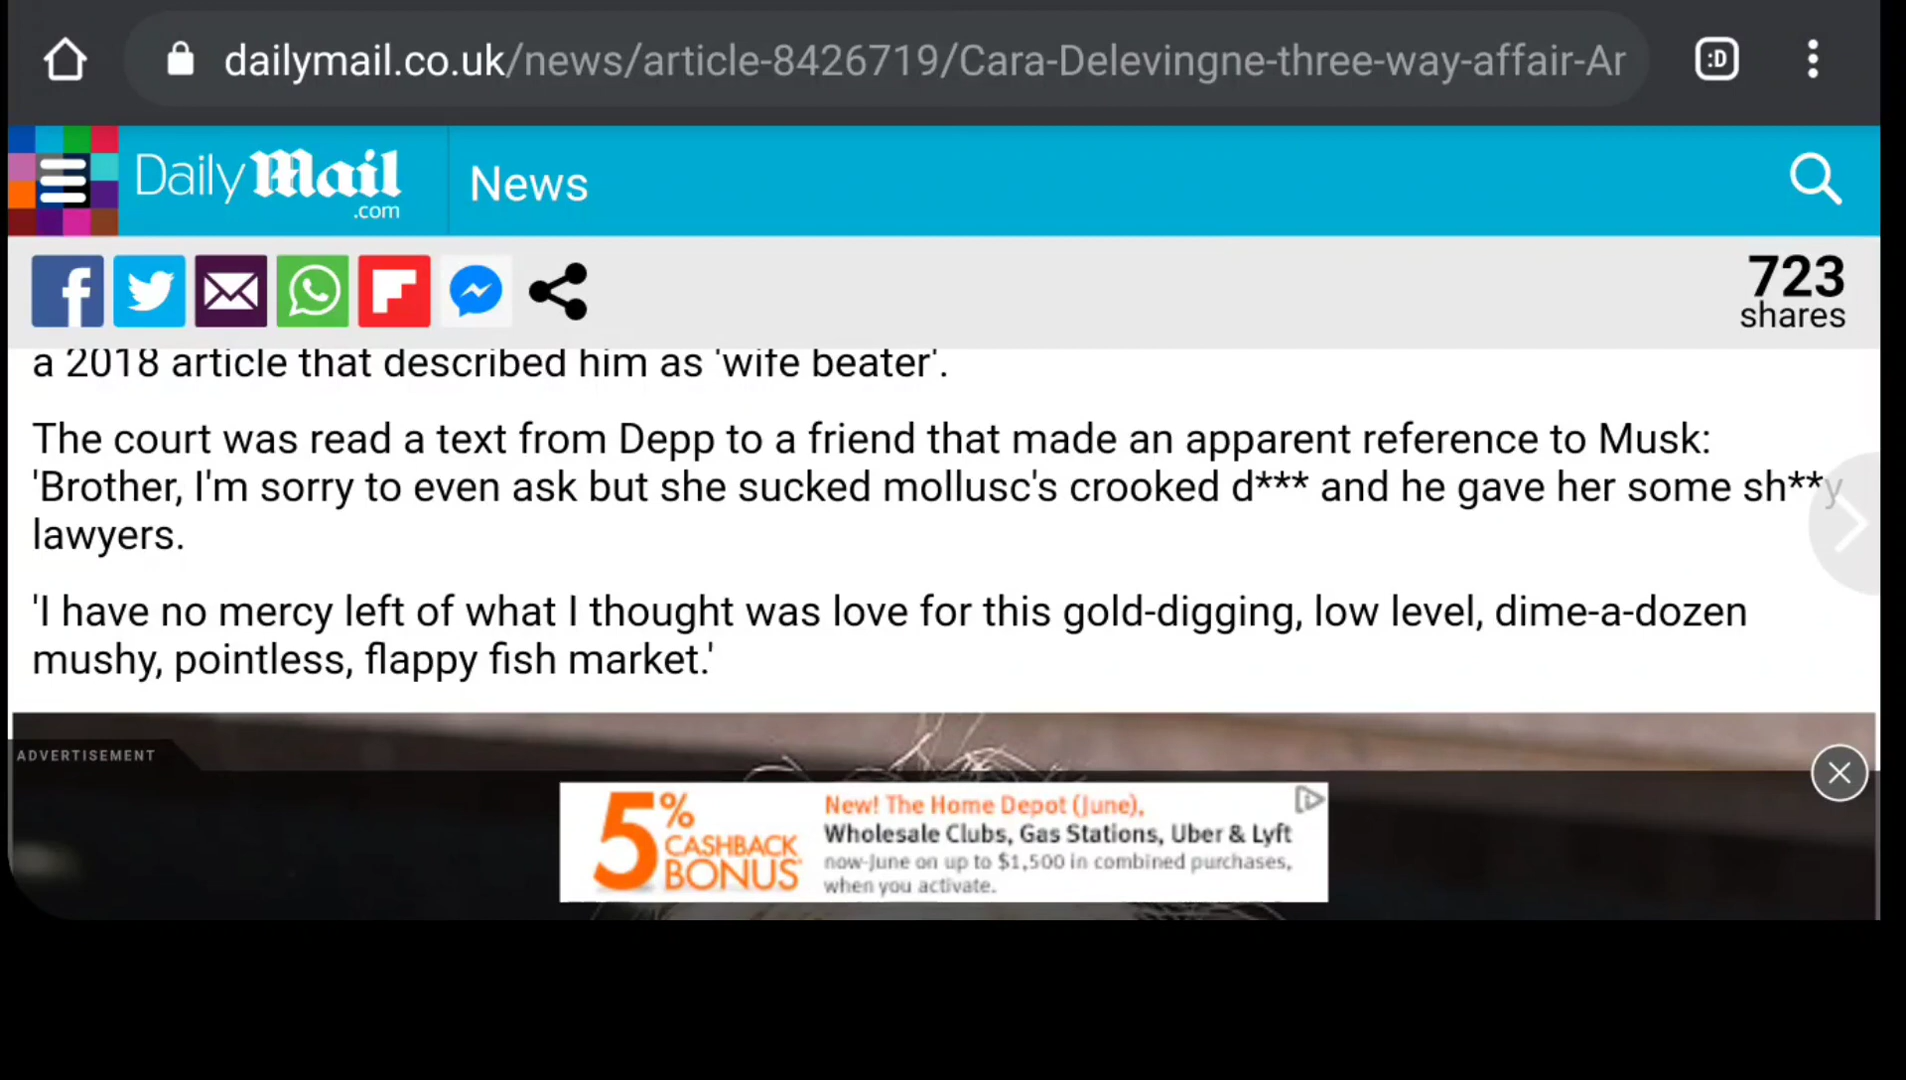 dailymail.co.uk/news/article-8426719/Cara-Delevingne-three-way-affair-Ar
:D
Daily Mail
.com
News
723
shares
a 2018 article that described him as 'wife beater'.
The court was read a text from Depp to a friend that made an apparent reference to Musk:
'Brother, I'm sorry to even ask but she sucked mollusc's crooked d*** and he gave her some sh**y
lawyers.
'I have no mercy left of what I thought was love for this gold-digging, low level, dime-a-dozen
mushy, pointless, flappy fish market.'
ADVERTISEMENT
5% CASHBACK BONUS
New! The Home Depot (June),
Wholesale Clubs, Gas Stations, Uber & Lyft
now-June on up to $1,500 in combined purchases,
when you activate.